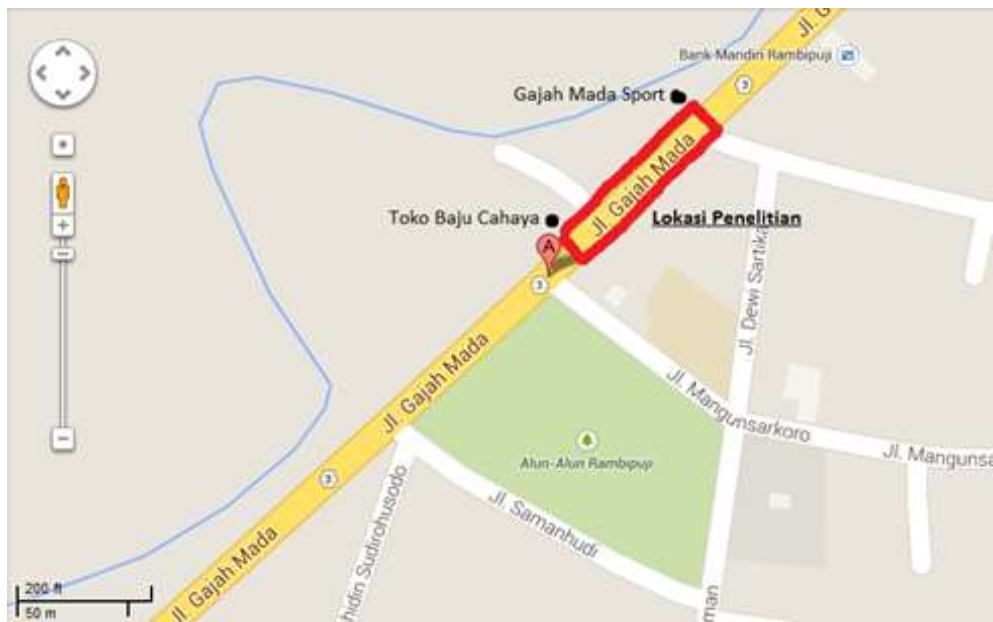 Jl. G
Bank Mandiri Rambipuji
3
Gajah Mada Sport
Jl. Gajah Mada
Toko Baju Cahaya
Lokasi Penelitian
A
3
Jl. Dewi Sartika
Jl. Gajah Mada
Jl. Mangunsarkoro
Jl. Mangunsa
Alun-Alun Rambipuji
3
Jl. Samanhudi
hidin Sudirohusodo
Jl. Gajah Mada
man
200 ft
50 m